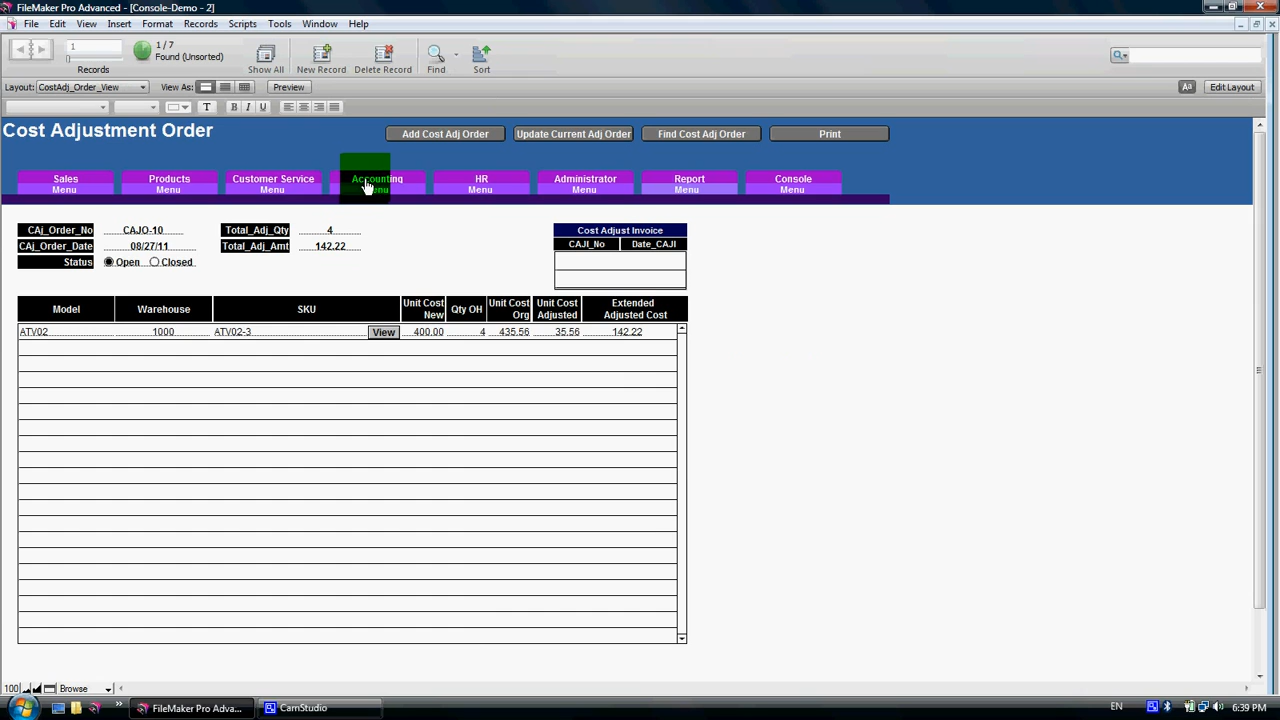 FileMaker Pro Advanced - [Console-Demo - 2]
File Edit View Insert Format Records Scripts Tools Window Help
1
1 / 7
Found (Unsorted)
Records
Show All
New Record
Delete Record
Find
Sort
Layout: CostAdj_Order_View
View As:
Preview
Aa
Edit Layout
T B I U
Cost Adjustment Order
Add Cost Adj Order
Update Current Adj Order
Find Cost Adj Order
Print
Sales Menu
Products Menu
Customer Service Menu
Accounting Menu
HR Menu
Administrator Menu
Report Menu
Console Menu
CAj_Order_No CAJO-10 Total_Adj_Qty 4
CAj_Order_Date 08/27/11 Total_Adj_Amt 142.22
Status Open Closed
Cost Adjust Invoice
CAJI_No Date_CAJI
Model Warehouse SKU Unit Cost New Qty OH Unit Cost Org Unit Cost Adjusted Extended Adjusted Cost
ATV02 1000 ATV02-3 View 400.00 4 435.56 35.56 142.22
100 Browse
FileMaker Pro Adva...
CamStudio
EN
6:39 PM